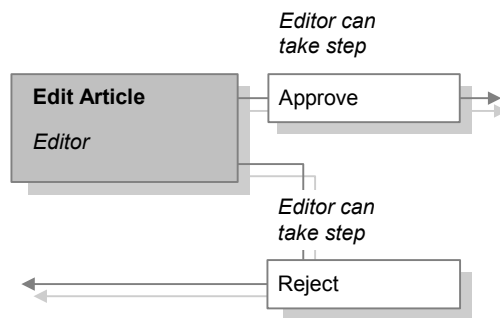 Editor can
take step
Edit Article
Approve
Editor
Editor can
take step
Reject